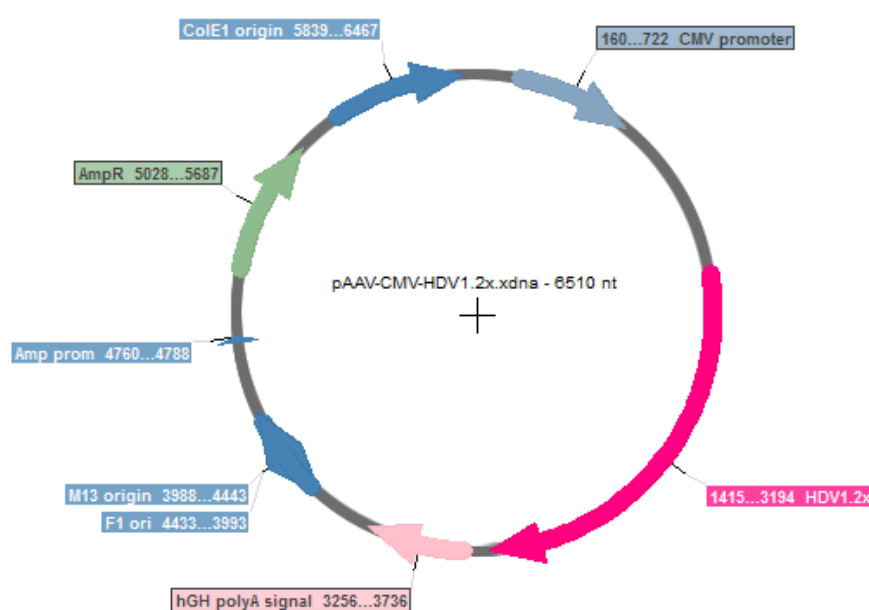 ColE1 origin 5839...6467
160...722 CMV promoter
AmpR 5028...5687
pAAV-CMV-HDV1.2x.xdna - 6510 nt
Amp prom 4760...4788
M13 origin 3988...4443
1415...3194 HDV1.2x
F1 ori 4433...3993
hGH polyA signal 3256...3736